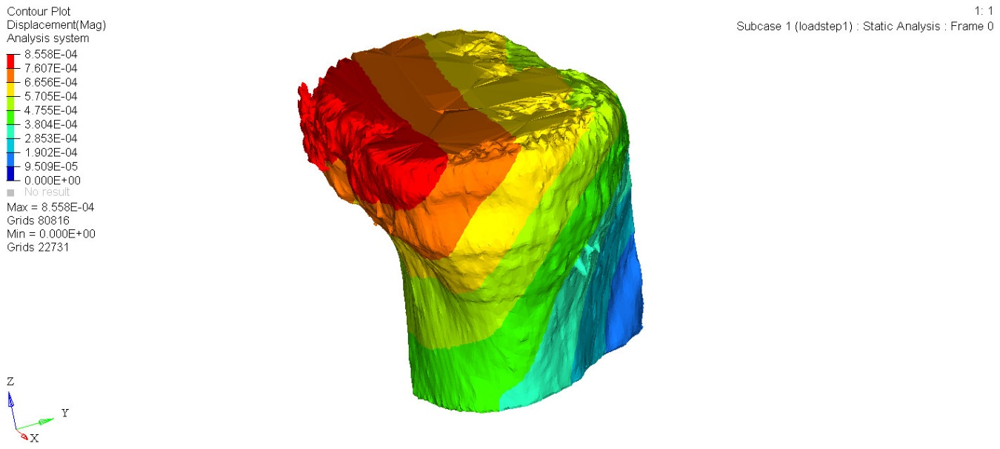 Contour Plot
Displacement(Mag)
Analysis system
8.558E-04
7.607E-04
6.656E-04
5.705E-04
4.755E-04
3.804E-04
2.853E-04
1.902E-04
9.509E-05
0.000E+00
No result
Max = 8.558E-04
Grids 80816
Min = 0.000E+00
Grids 22731
1: 1
Subcase 1 (loadstep1) : Static Analysis : Frame 0
Z
Y
X